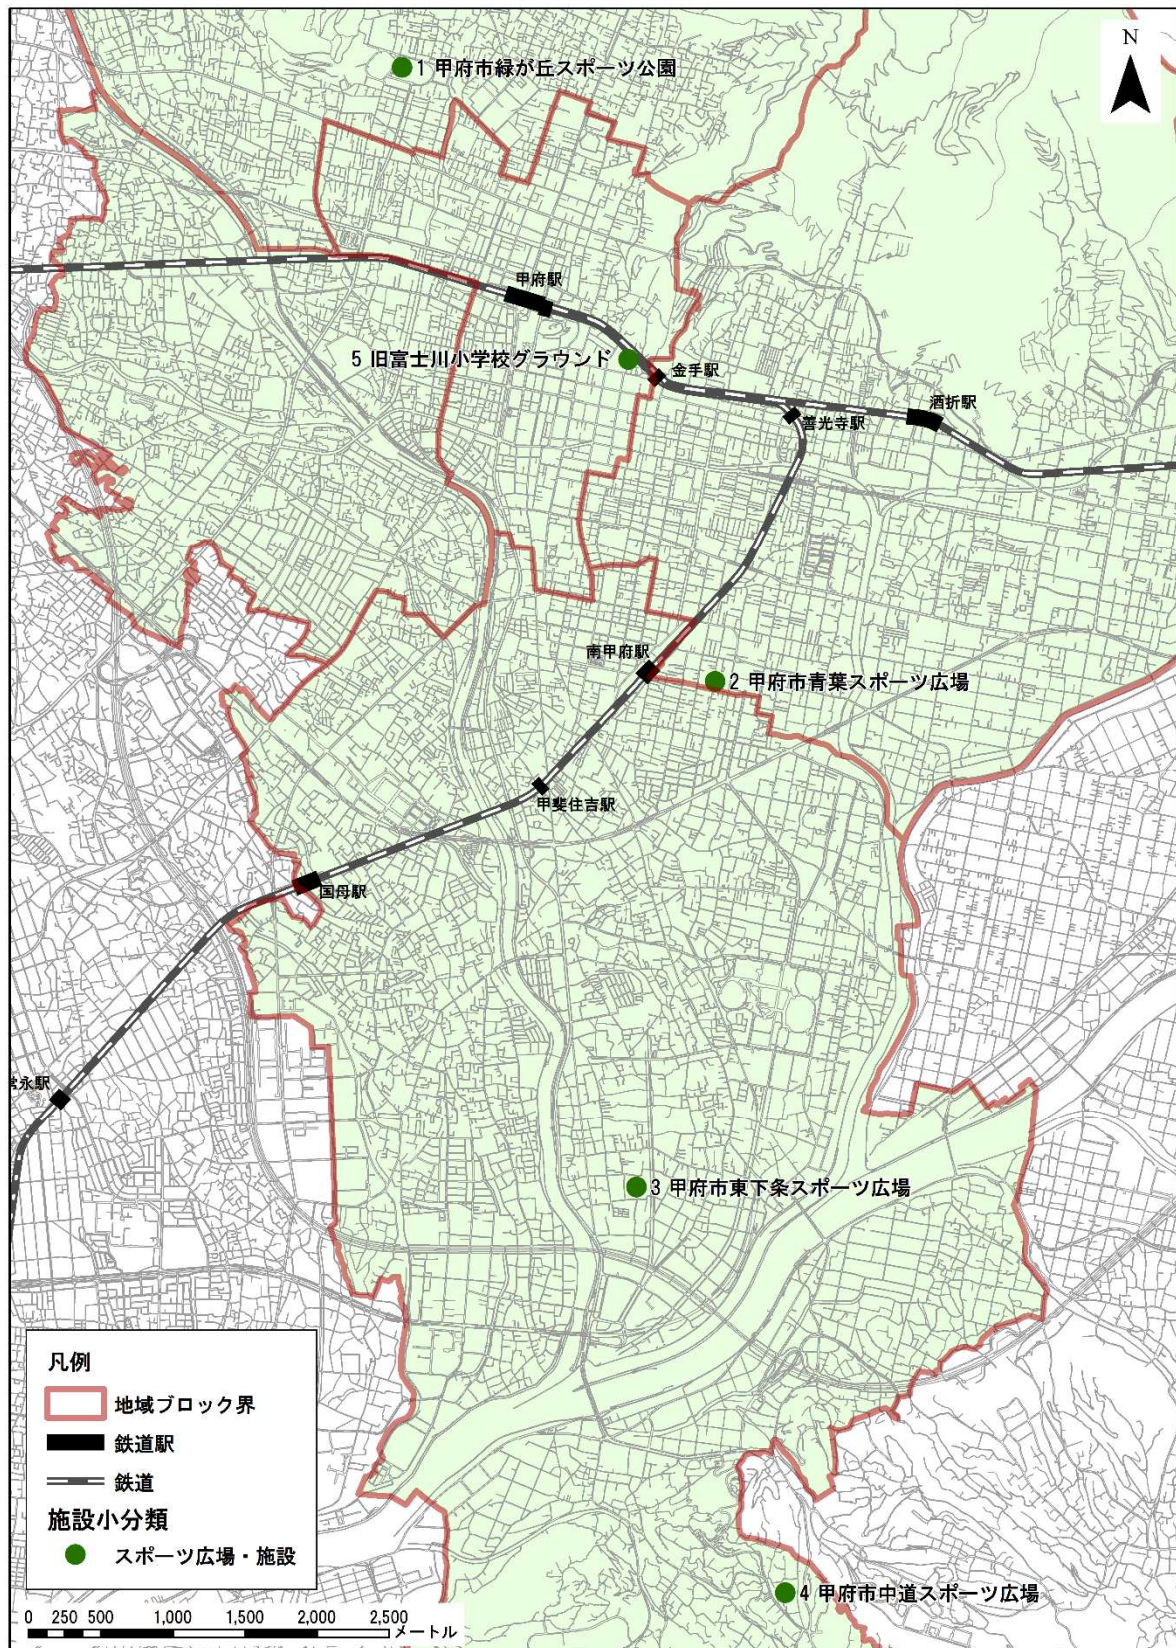 N
1 甲府市緑が丘スポーツ公園
甲府駅
5 旧富士川小学校グラウンド
金手駅
善光寺駅
酒折駅
南甲府駅
2 甲府市青葉スポーツ広場
甲斐住吉駅
国母駅
常永駅
3 甲府市東下条スポーツ広場
凡例
地域ブロック界
鉄道駅
鉄道
施設小分類
スポーツ広場・施設
4 甲府市中道スポーツ広場
0 250 500 1,000 1,500 2,000 2,500
メートル